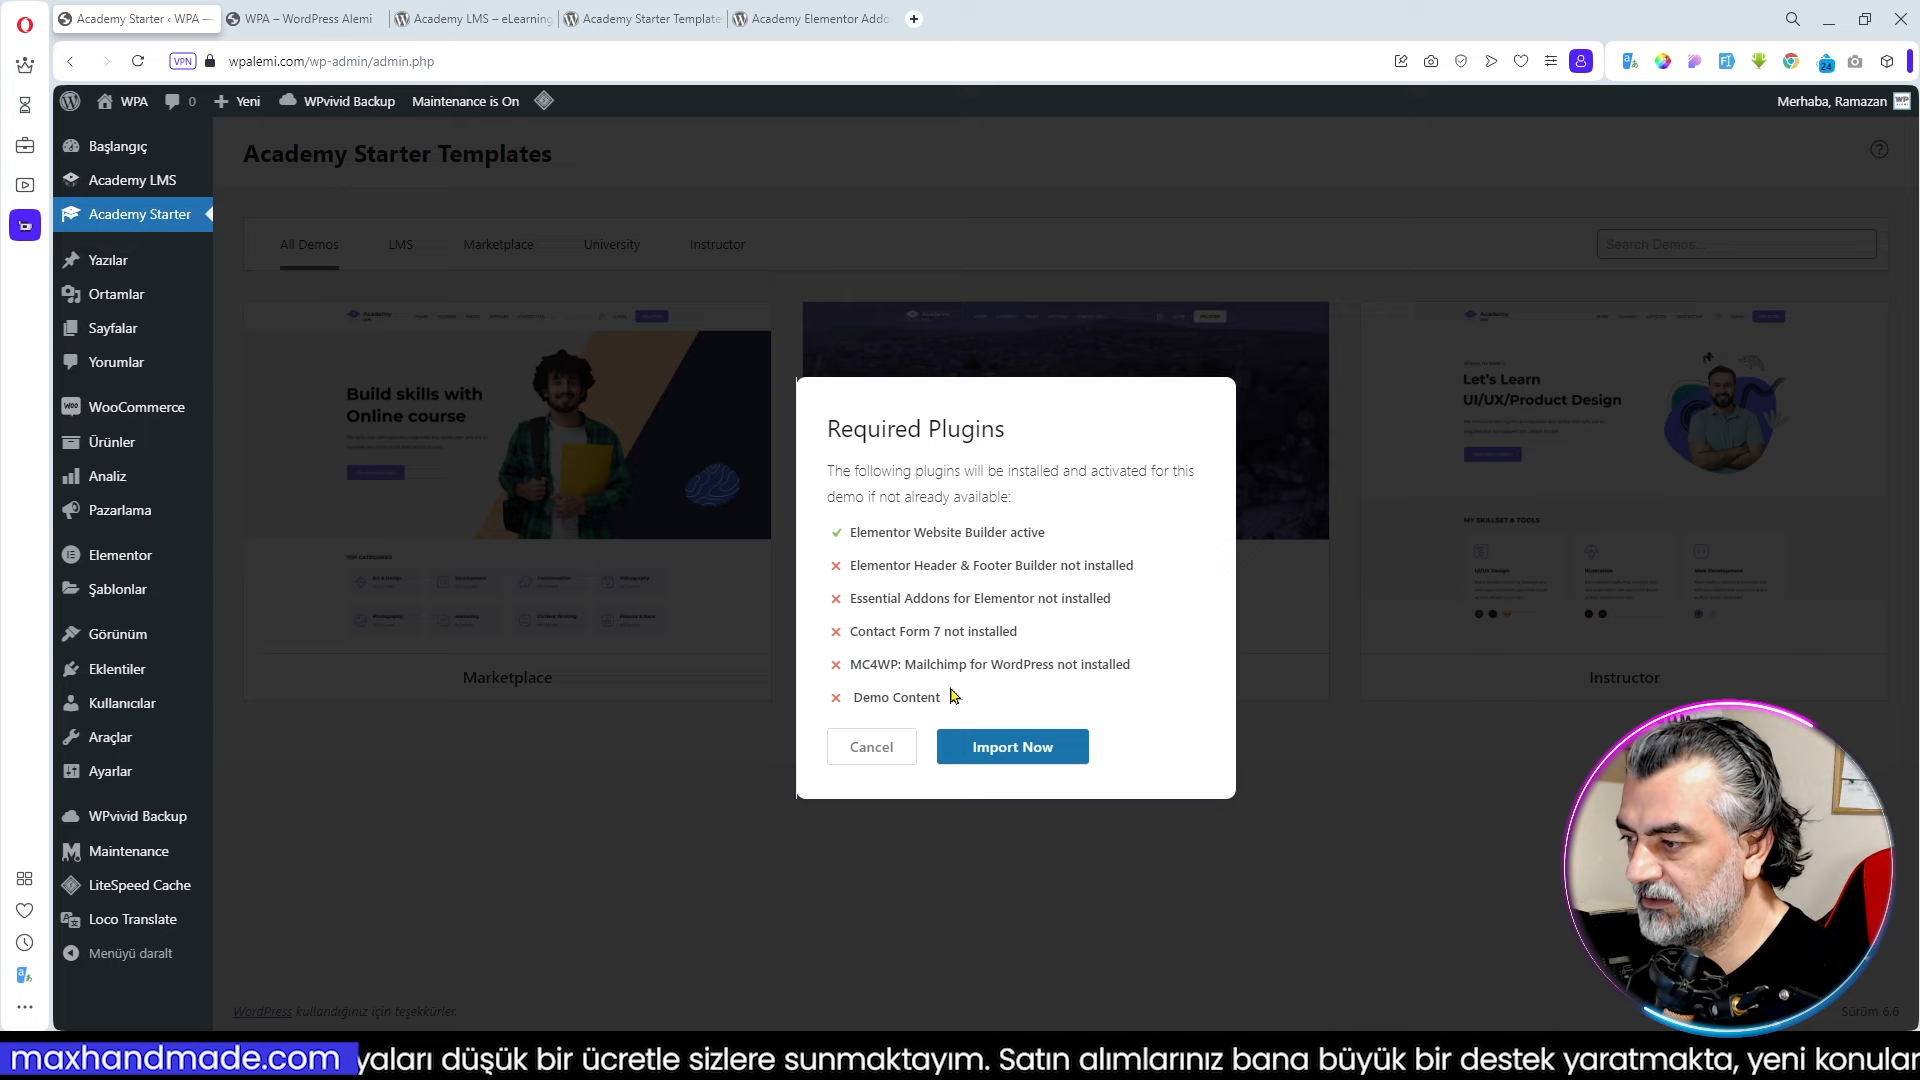 Academy Starter ‹ WPA —
WPA – WordPress Alemi
Academy LMS – eLearning
Academy Starter Template
Academy Elementor Addo
VPN
wpalemi.com/wp-admin/admin.php
24
WPA
0
Yeni
WPvivid Backup
Maintenance is On
Merhaba, Ramazan
Başlangıç
Academy LMS
Academy Starter
Yazılar
Ortamlar
Sayfalar
Yorumlar
WooCommerce
Ürünler
Analiz
Pazarlama
Elementor
Şablonlar
Görünüm
Eklentiler
Kullanıcılar
Araçlar
Ayarlar
WPvivid Backup
Maintenance
LiteSpeed Cache
Loco Translate
Menüyü daralt
Academy Starter Templates
All Demos
LMS
Marketplace
University
Instructor
Search Demos...
Build skills with
Online course
TOP CATEGORIES
Marketplace
Let's Learn
UI/UX/Product Design
MY SKILLSET & TOOLS
Instructor
Required Plugins
The following plugins will be installed and activated for this
demo if not already available:
Elementor Website Builder active
Elementor Header & Footer Builder not installed
Essential Addons for Elementor not installed
Contact Form 7 not installed
MC4WP: Mailchimp for WordPress not installed
Demo Content
Cancel
Import Now
WordPress kullandığınız için teşekkürler.
Sürüm 6.6
maxhandmade.com
yaları düşük bir ücretle sizlere sunmaktayım. Satın alımlarınız bana büyük bir destek yaratmakta, yeni konular